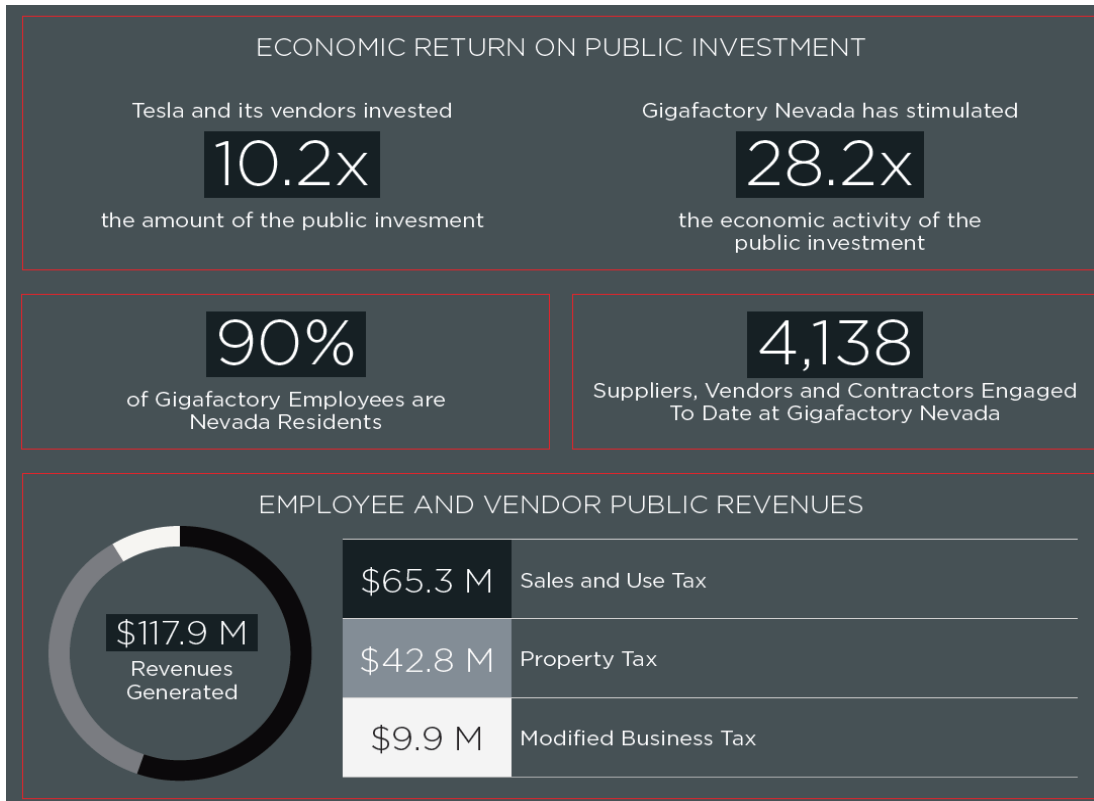 ECONOMIC RETURN ON PUBLIC INVESTMENT
Tesla and its vendors invested
10.2x
the amount of the public invesment
Gigafactory Nevada has stimulated
28.2x
the economic activity of the
public investment
90%
of Gigafactory Employees are
Nevada Residents
4,138
Suppliers, Vendors and Contractors Engaged
To Date at Gigafactory Nevada
EMPLOYEE AND VENDOR PUBLIC REVENUES
$117.9 M
Revenues
Generated
$65.3 M Sales and Use Tax
$42.8 M Property Tax
$9.9 M Modified Business Tax